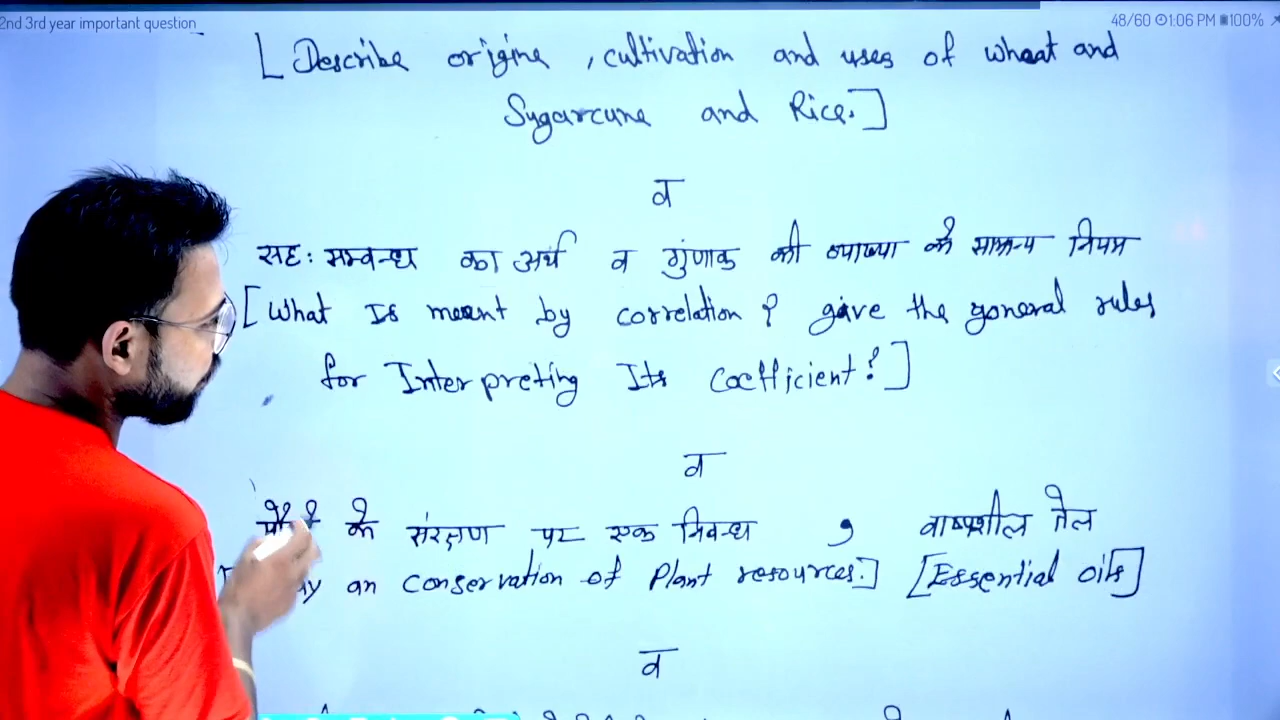 2nd 3rd year important question
48/60 1:06 PM 100%
[Describe origine, cultivation and uses of wheat and
Sugarcune and Rice.]
व
सह: सम्बन्ध का अर्थ व गुंणाक की व्याख्या के सामान्य नियम
[What Is meant by correlation? give the general rules
for Interpreting Its Coefficient?]
व
के संरक्षण पर एक निबन्ध , वाष्पशील तेल
an conservation of Plant resources.] [Essential oils]
व